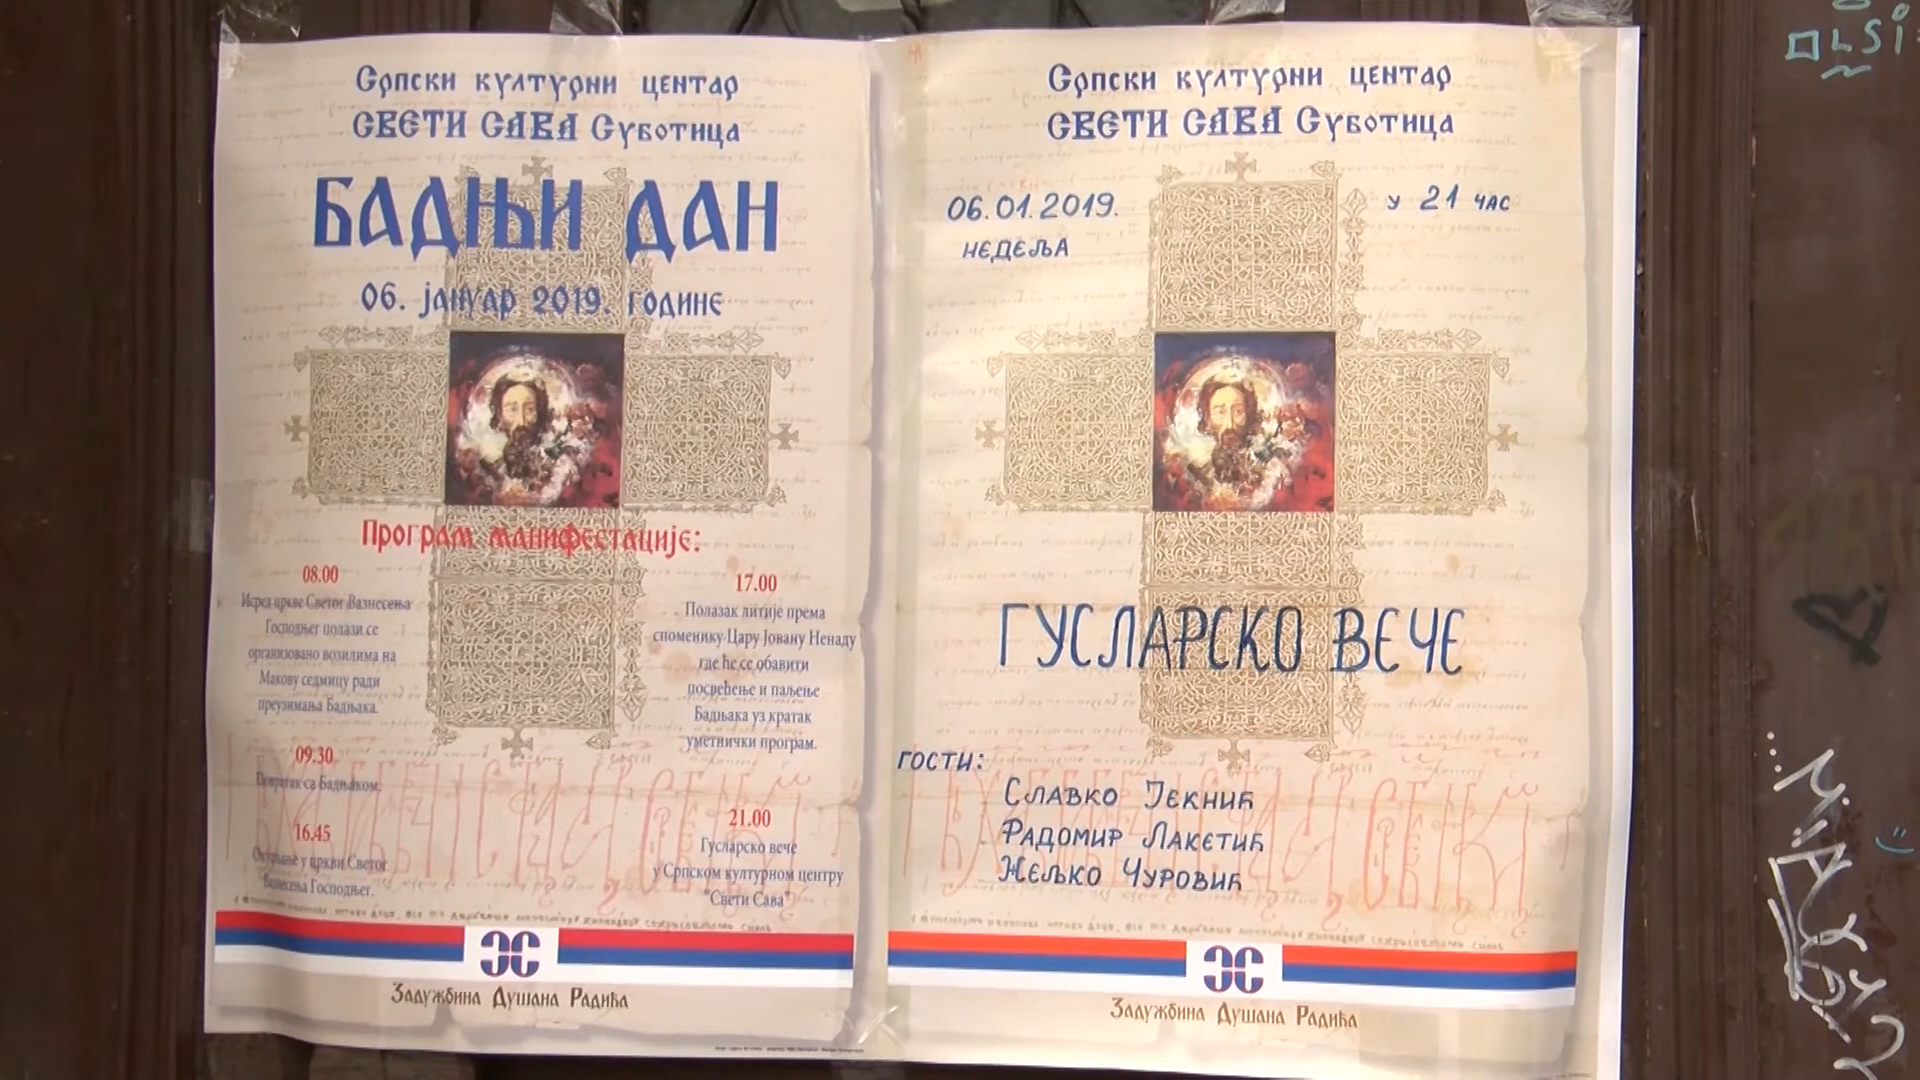 Српски културни центар
СВЕТИ САВА Суботица
БАДЊИ ДАН
06. јануар 2019. године
Програм манифестације:
08.00
Испред цркве Светог Вазнесења
Господњег полази се
организовано возилима на
Макову седмицу ради
преузимања Бадњака.
09.30
Повратак са Бадњаком.
16.45
Окупљање у цркви Светог
Вазнесења Господњег.
17.00
Полазак литије према
споменику Цару Јовану Ненаду
где ће се обавити
посвећење и паљење
Бадњака уз кратак
уметнички програм.
21.00
Гусларско вече
у Српском културном центру
"Свети Сава"
Задужбина Душана Радића
Српски културни центар
СВЕТИ САВА Суботица
06.01.2019. у 21 час
НЕДЕЉА
ГУСЛАРСКО ВЕЧЕ
ГОСТИ:
СЛАВКО ЈЕКНИЋ
РАДОМИР ЛАКЕТИЋ
ЖЕЉКО ЧУРОВИЋ
Задужбина Душана Радића